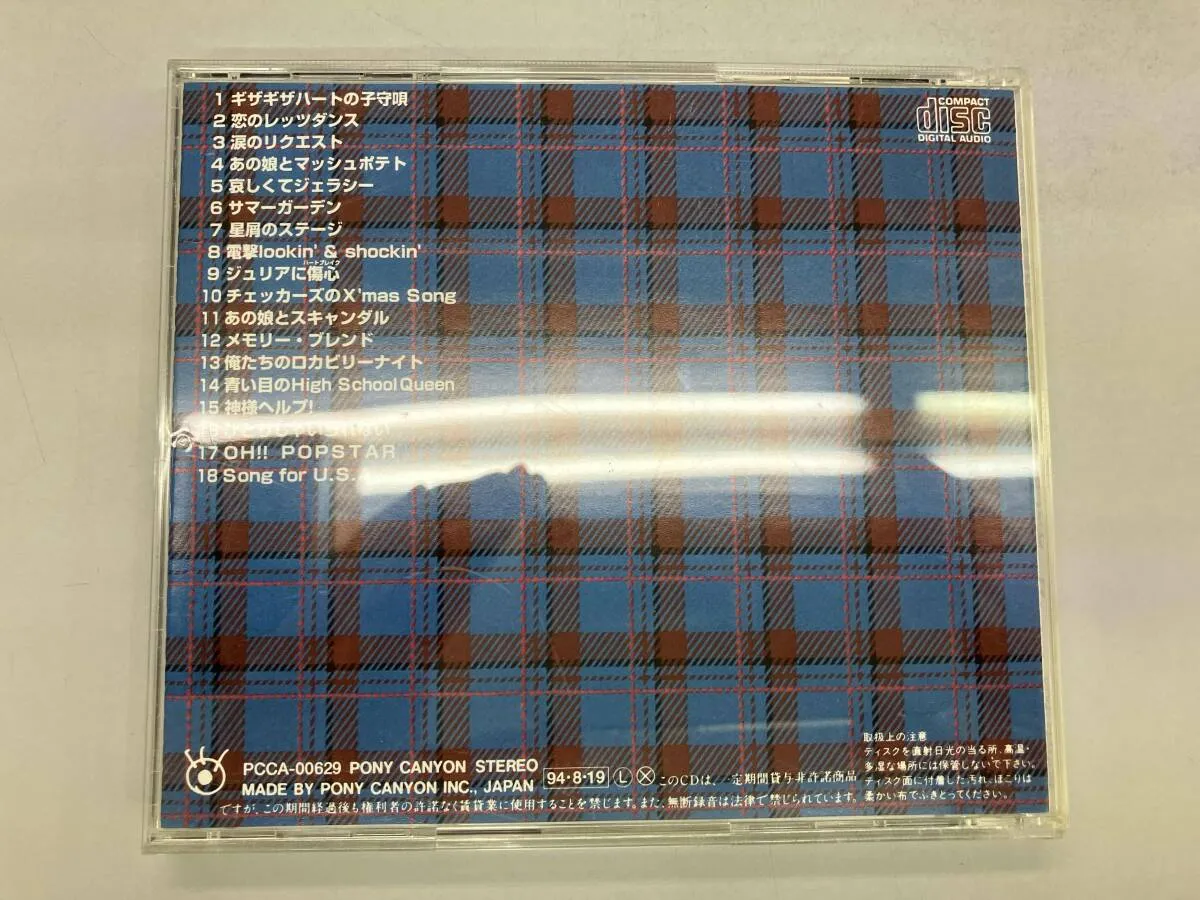 1 ギザギザハートの子守唄
2 恋のレッツダンス
3 涙のリクエスト
4 あの娘とマッシュポテト
5 哀しくてジェラシー
6 サマーガーデン
7 星屑のステージ
8 電撃lookin' & shockin'
9 ジュリアに傷心
ハートブレイク
10 チェッカーズのX'mas Song
11 あの娘とスキャンダル
12 メモリー・ブレンド
13 俺たちのロカビリーナイト
14 青い目のHigh School Queen
15 神様ヘルプ!
17 OH!! POPSTAR
18 Song for U.S.
COMPACT
disc
DIGITAL AUDIO
PCCA-00629 PONY CANYON STEREO
MADE BY PONY CANYON INC., JAPAN
94・8・19 L X このCDは、一定期間貸与非許諾商品
ですが、この期間経過後も権利者の許諾なく賃貸業に使用することを禁じます。また、無断録音は法律で禁じられています。
取扱上の注意
ディスクを直射日光の当る所、高温・
多湿な場所には保管しないで下さい。
ディスク面に付着した汚れ、ほこりは
柔かい布でふきとってください。